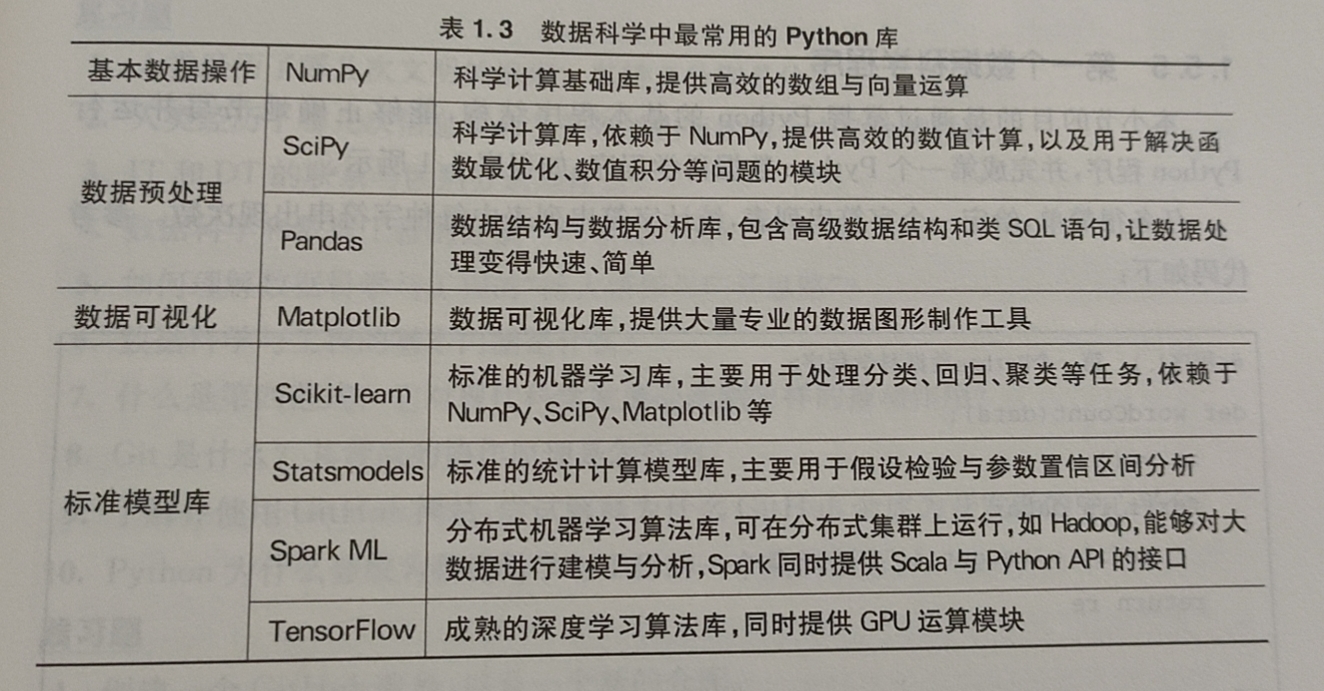 表 1.3 数据科学中最常用的 Python 库
基本数据操作 NumPy 科学计算基础库,提供高效的数组与向量运算
数据预处理
SciPy
科学计算库,依赖于 NumPy,提供高效的数值计算,以及用于解决函
数最优化、数值积分等问题的模块
Pandas
数据结构与数据分析库,包含高级数据结构和类 SQL 语句,让数据处
理变得快速、简单
数据可视化 Matplotlib 数据可视化库,提供大量专业的数据图形制作工具
标准模型库
Scikit-learn
标准的机器学习库,主要用于处理分类、回归、聚类等任务,依赖于
NumPy、SciPy、Matplotlib 等
Statsmodels 标准的统计计算模型库,主要用于假设检验与参数置信区间分析
Spark ML
分布式机器学习算法库,可在分布式集群上运行,如 Hadoop,能够对大
数据进行建模与分析,Spark 同时提供 Scala 与 Python API 的接口
TensorFlow 成熟的深度学习算法库,同时提供 GPU 运算模块